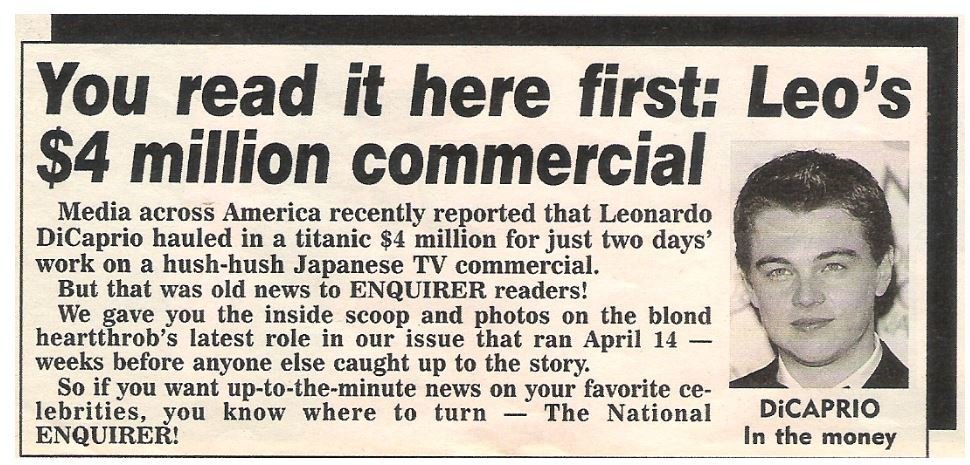 You read it here first: Leo's
$4 million commercial
Media across America recently reported that Leonardo
DiCaprio hauled in a titanic $4 million for just two days'
work on a hush-hush Japanese TV commercial.
But that was old news to ENQUIRER readers!
We gave you the inside scoop and photos on the blond
heartthrob's latest role in our issue that ran April 14 —
weeks before anyone else caught up to the story.
So if you want up-to-the-minute news on your favorite ce-
lebrities, you know where to turn — The National
ENQUIRER!
DiCAPRIO
In the money